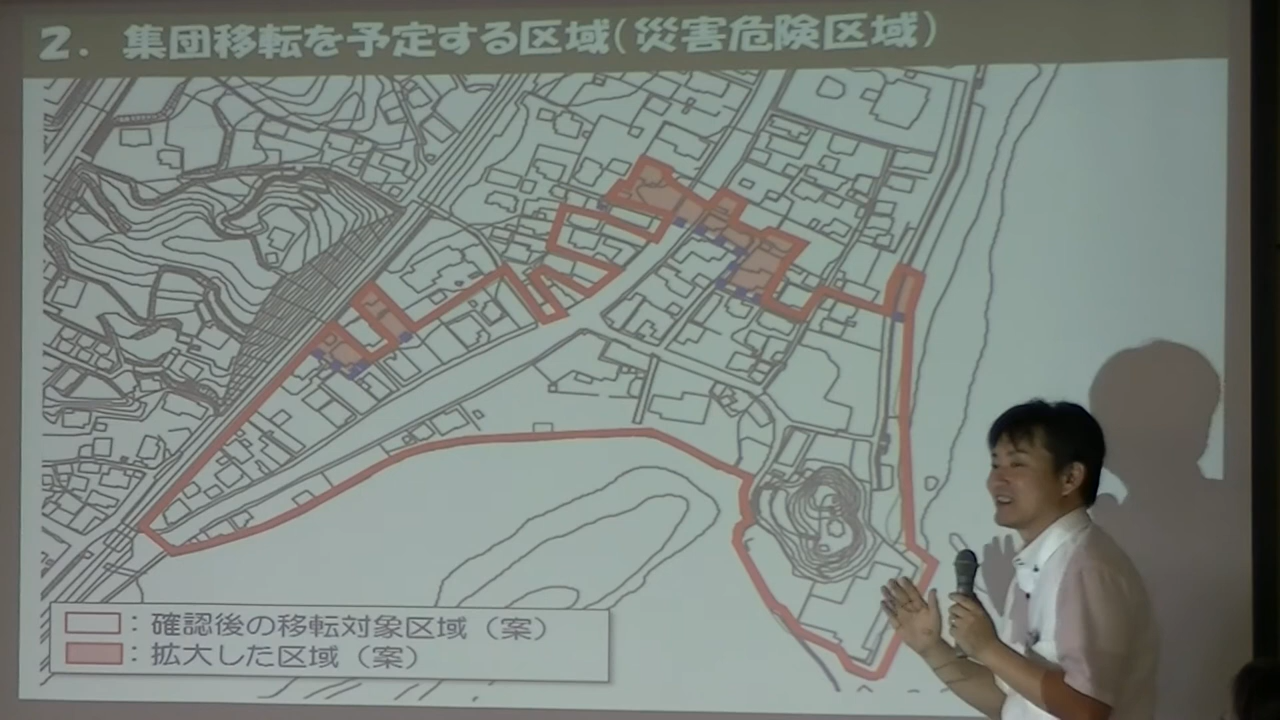 2. 集団移転を予定する区域(災害危険区域)
：確認後の移転対象区域（案）
：拡大した区域（案）